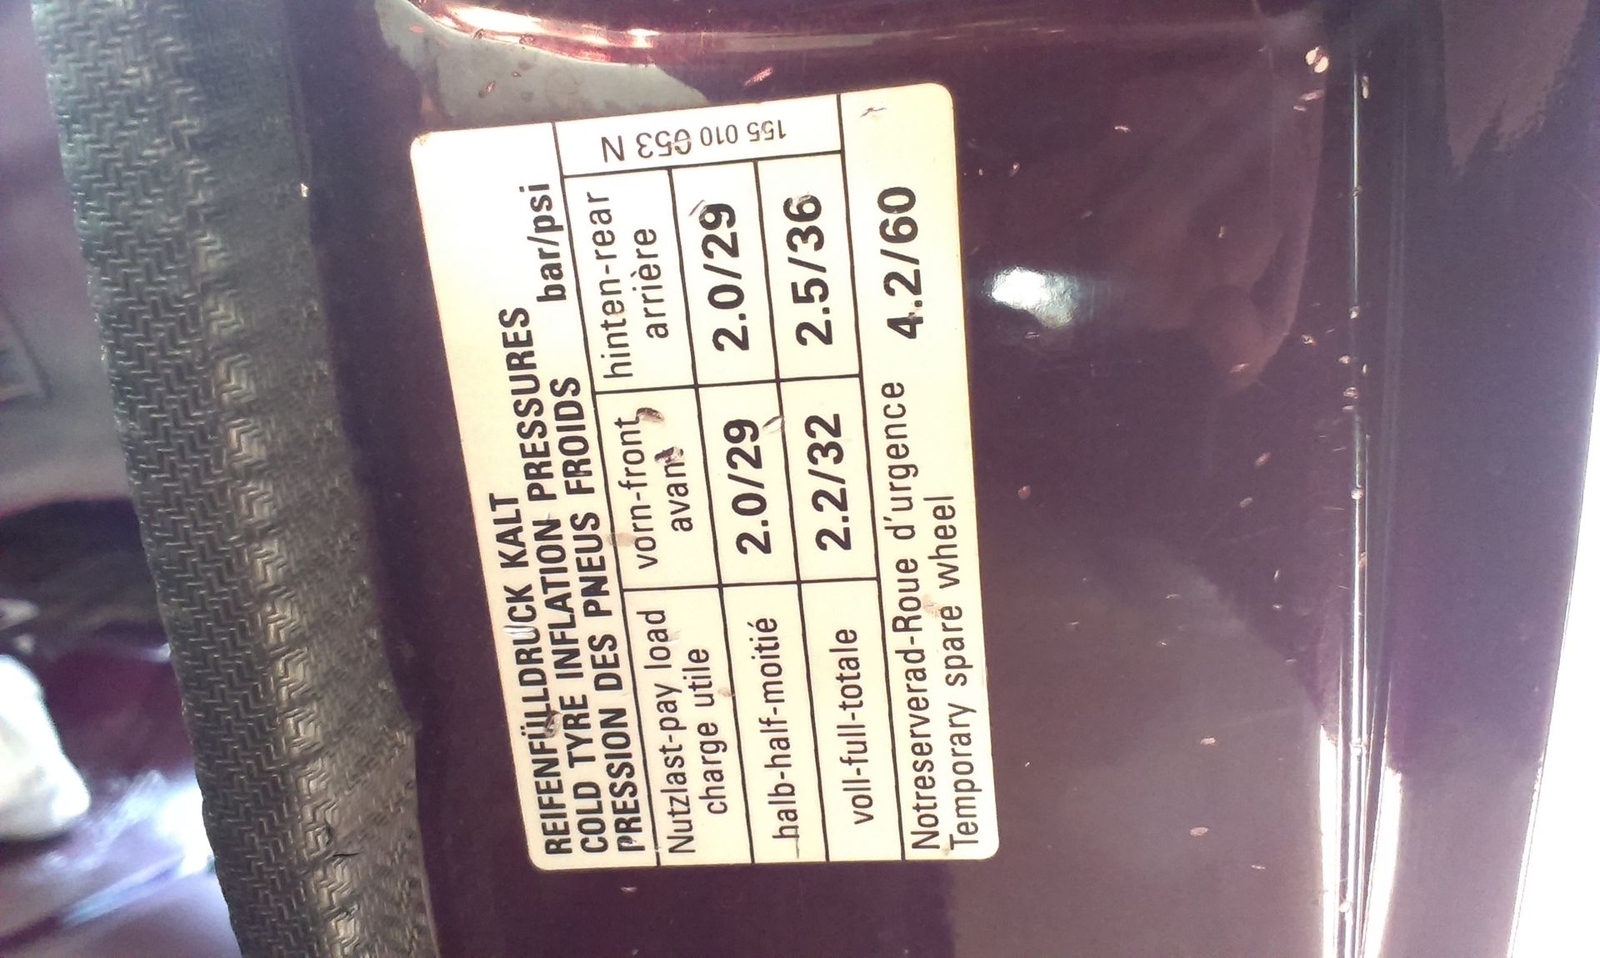 REIFENFÜLLDRUCK KALT
COLD TYRE INFLATION PRESSURES
PRESSION DES PNEUS FROIDS bar/psi
Nutzlast-pay load vorn-front hinten-rear
charge utile avant arrière
halb-half-moitié 2.0/29 2.0/29
voll-full-totale 2.2/32 2.5/36
Notreserverad-Roue d'urgence 4.2/60
Temporary spare wheel
155 010 053 N